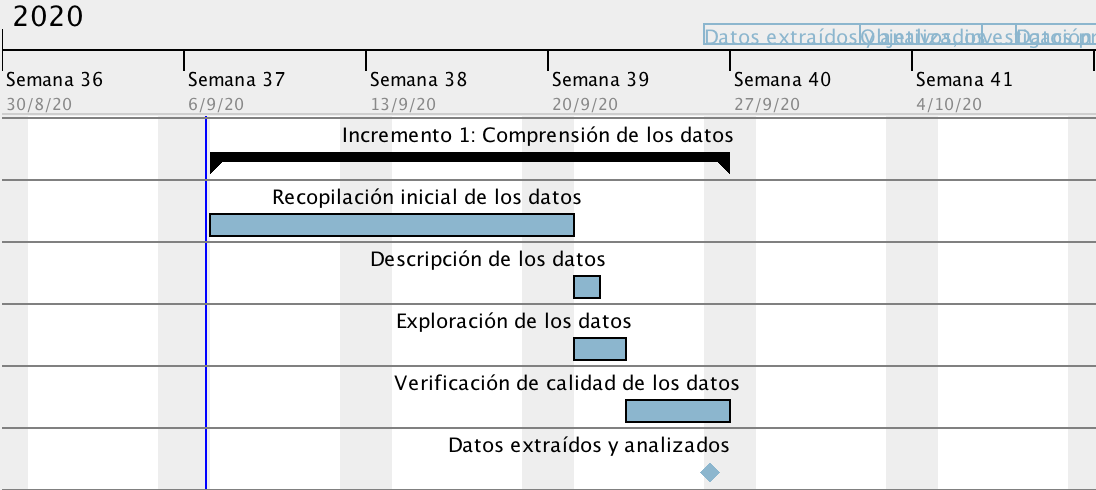 2020
Datos extraídos y analizados
Semana 36
Semana 37
Semana 38
Semana 39
Semana 40
Semana 41
30/8/20
6/9/20
13/9/20
20/9/20
27/9/20
4/10/20
Incremento 1: Comprensión de los datos
Recopilación inicial de los datos
Descripción de los datos
Exploración de los datos
Verificación de calidad de los datos
Datos extraídos y analizados